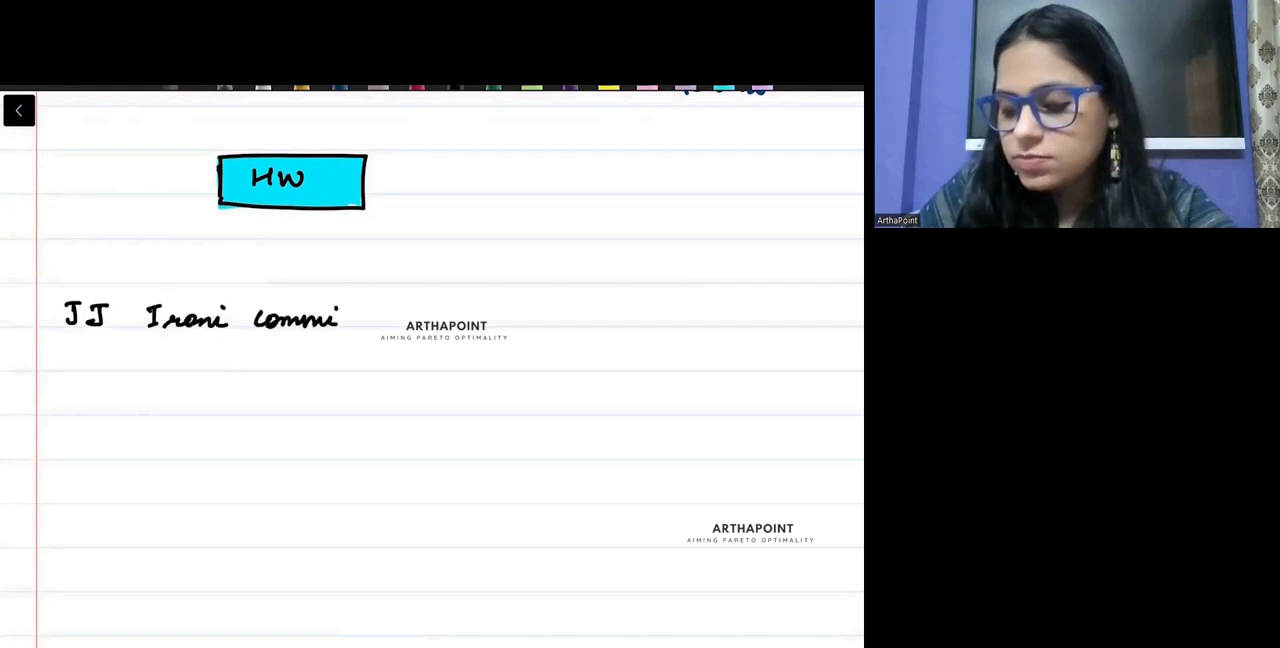 HW
JJ Irani commi
ARTHAPOINT
AIMING PARETO OPTIMALITY
ARTHAPOINT
AIMING PARETO OPTIMALITY
ArthaPoint